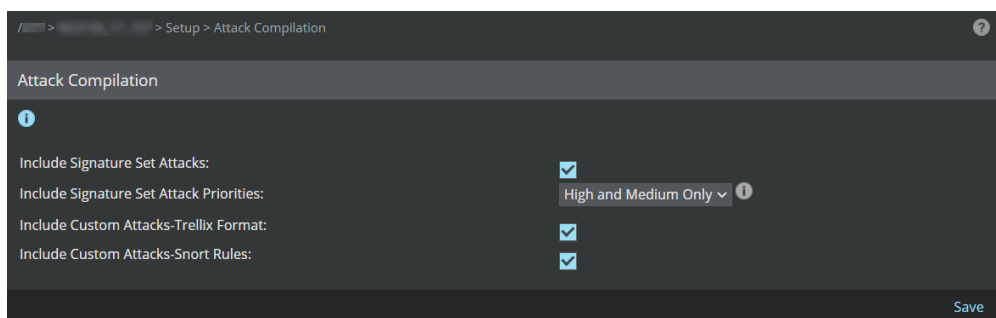 > Setup > Attack Compilation
Attack Compilation
Include Signature Set Attacks:
Include Signature Set Attack Priorities: High and Medium Only
Include Custom Attacks-Trellix Format:
Include Custom Attacks-Snort Rules:
Save